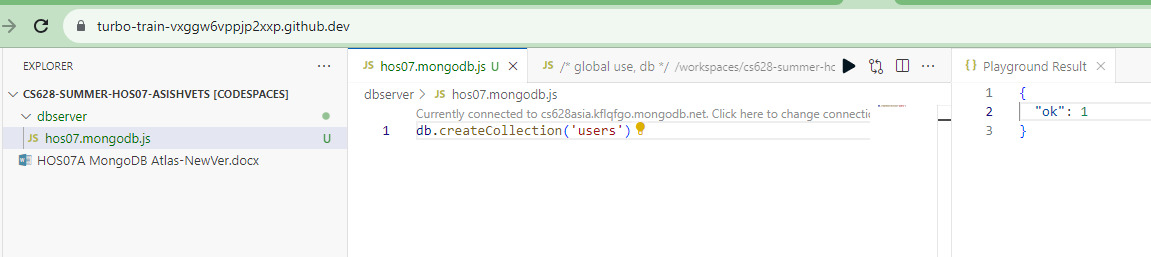 turbo-train-vxggw6vppjp2xxp.github.dev
EXPLORER
CS628-SUMMER-HOS07-ASISHVETS [CODESPACES]
dbserver
JS hos07.mongodb.js U
HOS07A MongoDB Atlas-NewVer.docx
JS hos07.mongodb.js U
JS /* global use, db */ /workspaces/cs628-summer-hc
dbserver > hos07.mongodb.js
Currently connected to cs628asia.kflqfgo.mongodb.net. Click here to change connectic
1 db.createCollection('users')
{} Playground Result
1 {
2 "ok": 1
3 }